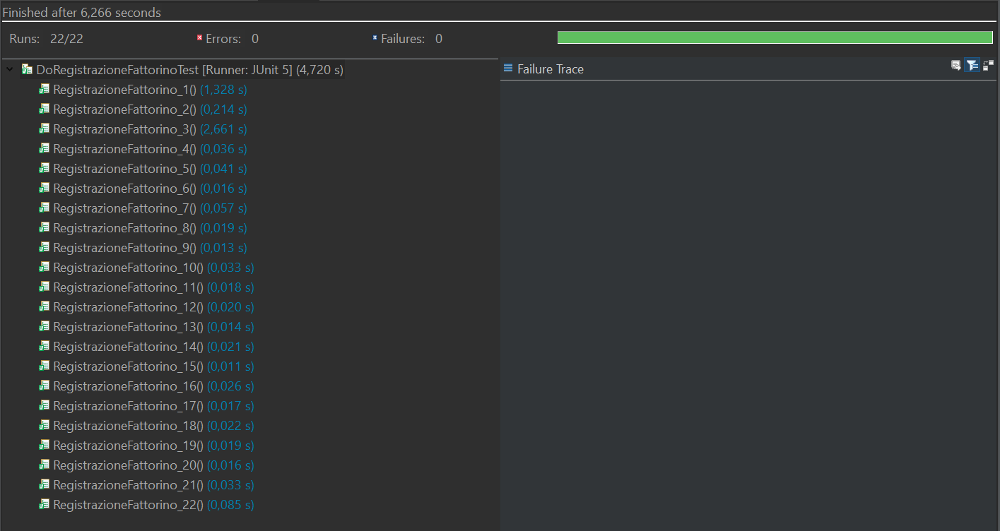 Finished after 6,266 seconds
Runs: 22/22 Errors: 0 Failures: 0
DoRegistrazioneFattorinoTest [Runner: JUnit 5] (4,720 s)
Failure Trace
RegistrazioneFattorino_1() (1,328 s)
RegistrazioneFattorino_2() (0,214 s)
RegistrazioneFattorino_3() (2,661 s)
RegistrazioneFattorino_4() (0,036 s)
RegistrazioneFattorino_5() (0,041 s)
RegistrazioneFattorino_6() (0,016 s)
RegistrazioneFattorino_7() (0,057 s)
RegistrazioneFattorino_8() (0,019 s)
RegistrazioneFattorino_9() (0,013 s)
RegistrazioneFattorino_10() (0,033 s)
RegistrazioneFattorino_11() (0,018 s)
RegistrazioneFattorino_12() (0,020 s)
RegistrazioneFattorino_13() (0,014 s)
RegistrazioneFattorino_14() (0,021 s)
RegistrazioneFattorino_15() (0,011 s)
RegistrazioneFattorino_16() (0,026 s)
RegistrazioneFattorino_17() (0,017 s)
RegistrazioneFattorino_18() (0,022 s)
RegistrazioneFattorino_19() (0,019 s)
RegistrazioneFattorino_20() (0,016 s)
RegistrazioneFattorino_21() (0,033 s)
RegistrazioneFattorino_22() (0,085 s)